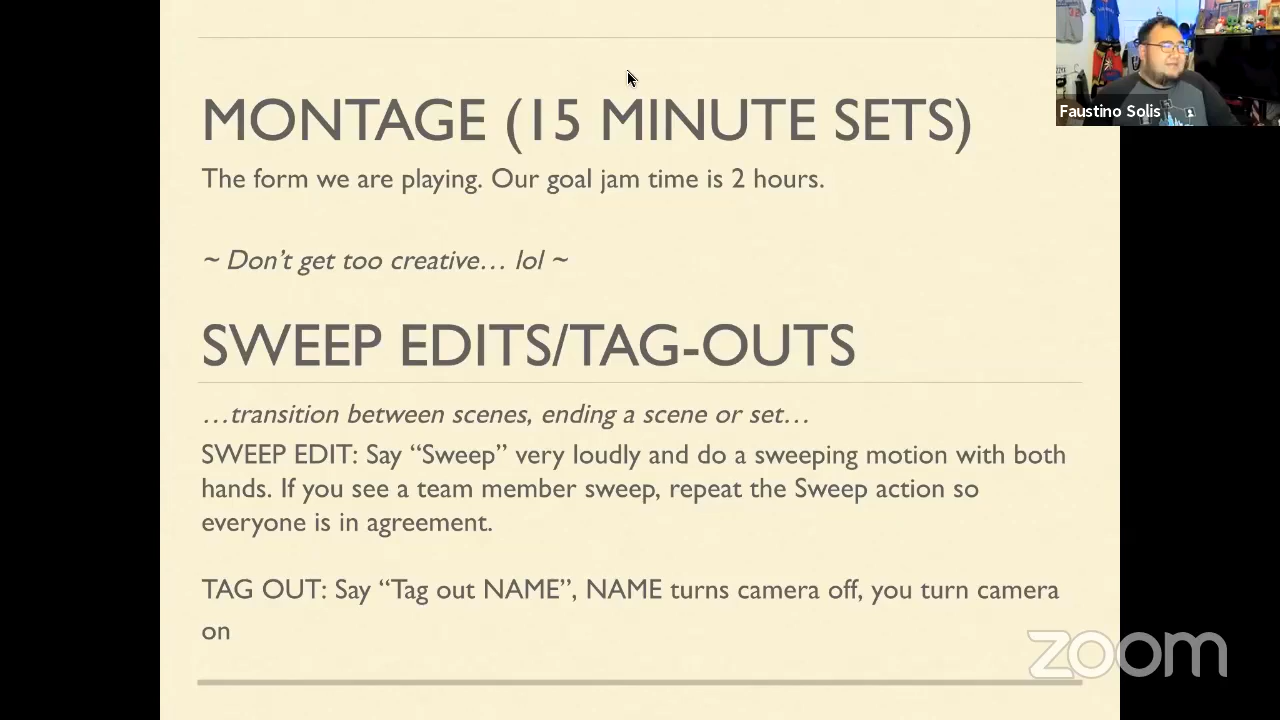 MONTAGE (15 MINUTE SETS)
The form we are playing. Our goal jam time is 2 hours.
~ Don’t get too creative… lol ~
SWEEP EDITS/TAG-OUTS
…transition between scenes, ending a scene or set…
SWEEP EDIT: Say “Sweep” very loudly and do a sweeping motion with both
hands. If you see a team member sweep, repeat the Sweep action so
everyone is in agreement.
TAG OUT: Say “Tag out NAME”, NAME turns camera off, you turn camera
on
Faustino Solis
zoom